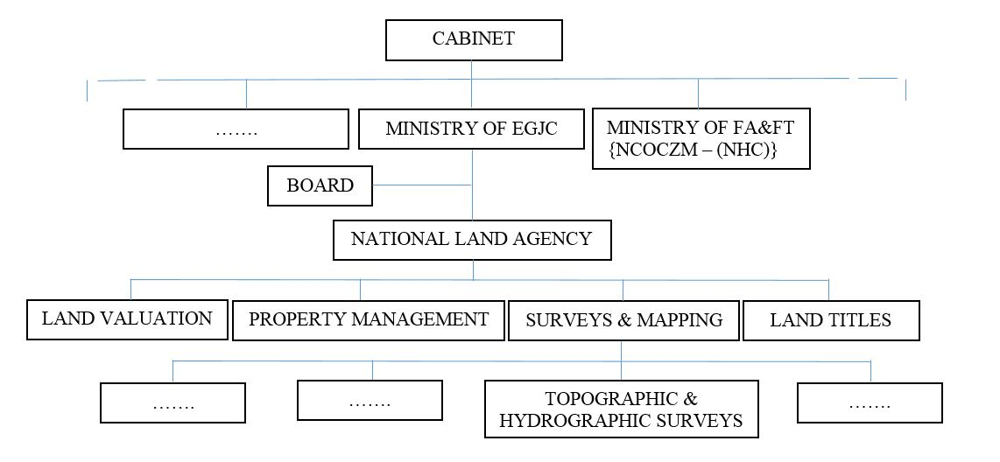 CABINET
…….
MINISTRY OF EGJC
MINISTRY OF FA&FT
{NCOCZM – (NHC)}
BOARD
NATIONAL LAND AGENCY
LAND VALUATION
PROPERTY MANAGEMENT
SURVEYS & MAPPING
LAND TITLES
…….
…….
TOPOGRAPHIC &
HYDROGRAPHIC SURVEYS
…….